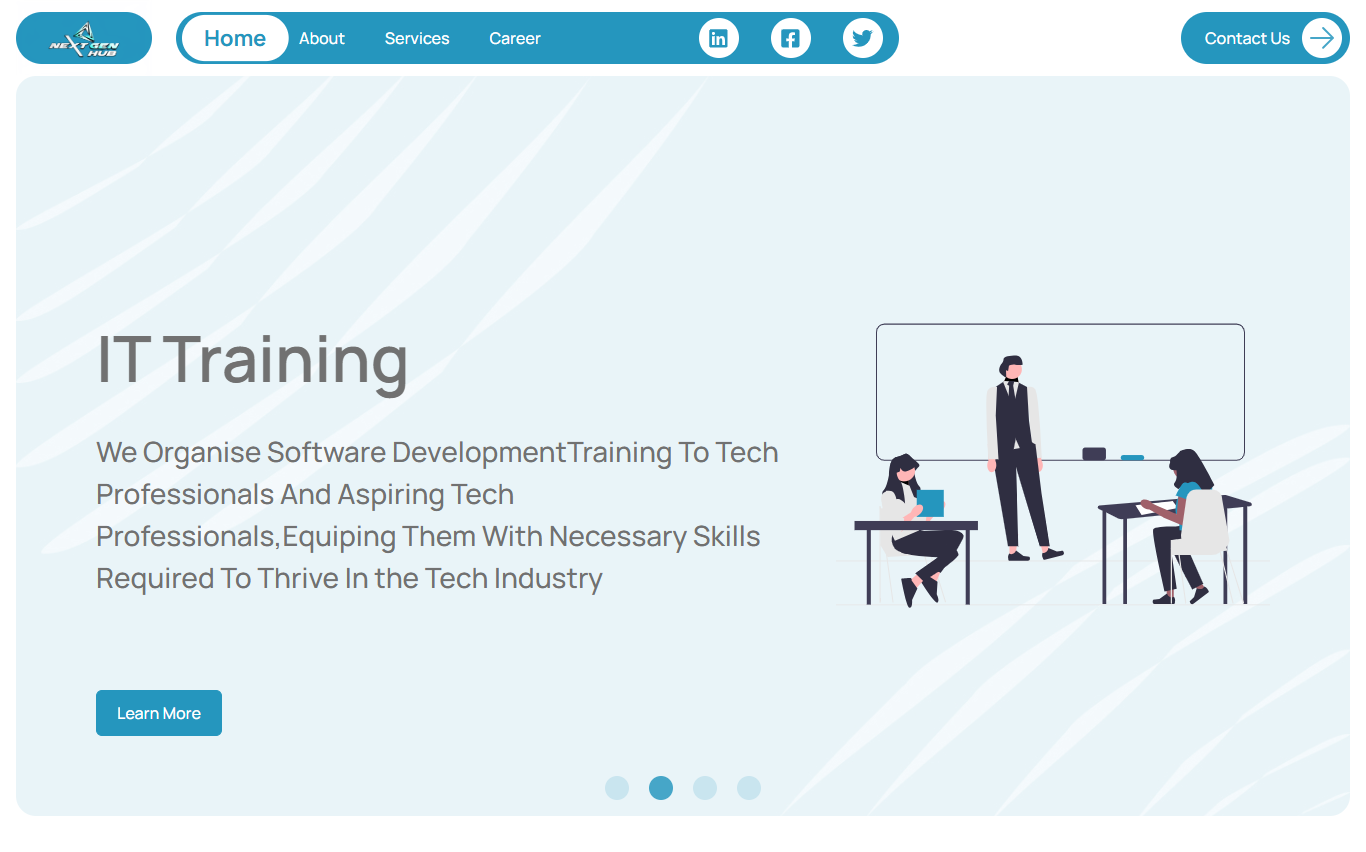 NEXT GEN
HUB
Home
About
Services
Career
in
Contact Us
IT Training
We Organise Software DevelopmentTraining To Tech
Professionals And Aspiring Tech
Professionals,Equiping Them With Necessary Skills
Required To Thrive In the Tech Industry
Learn More